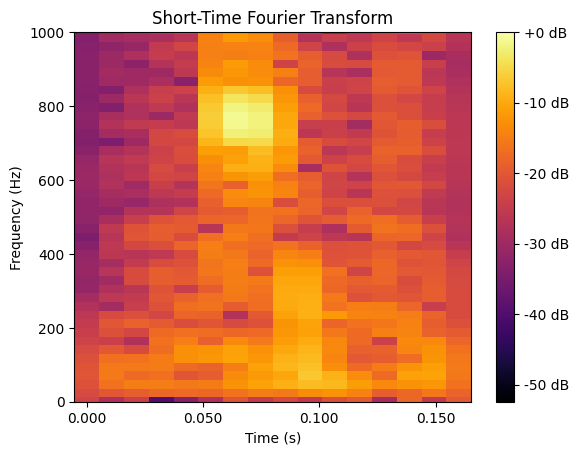 Short-Time Fourier Transform
1000
800
600
400
200
0
Frequency (Hz)
0.000
0.050
0.100
0.150
Time (s)
+0 dB
-10 dB
-20 dB
-30 dB
-40 dB
-50 dB